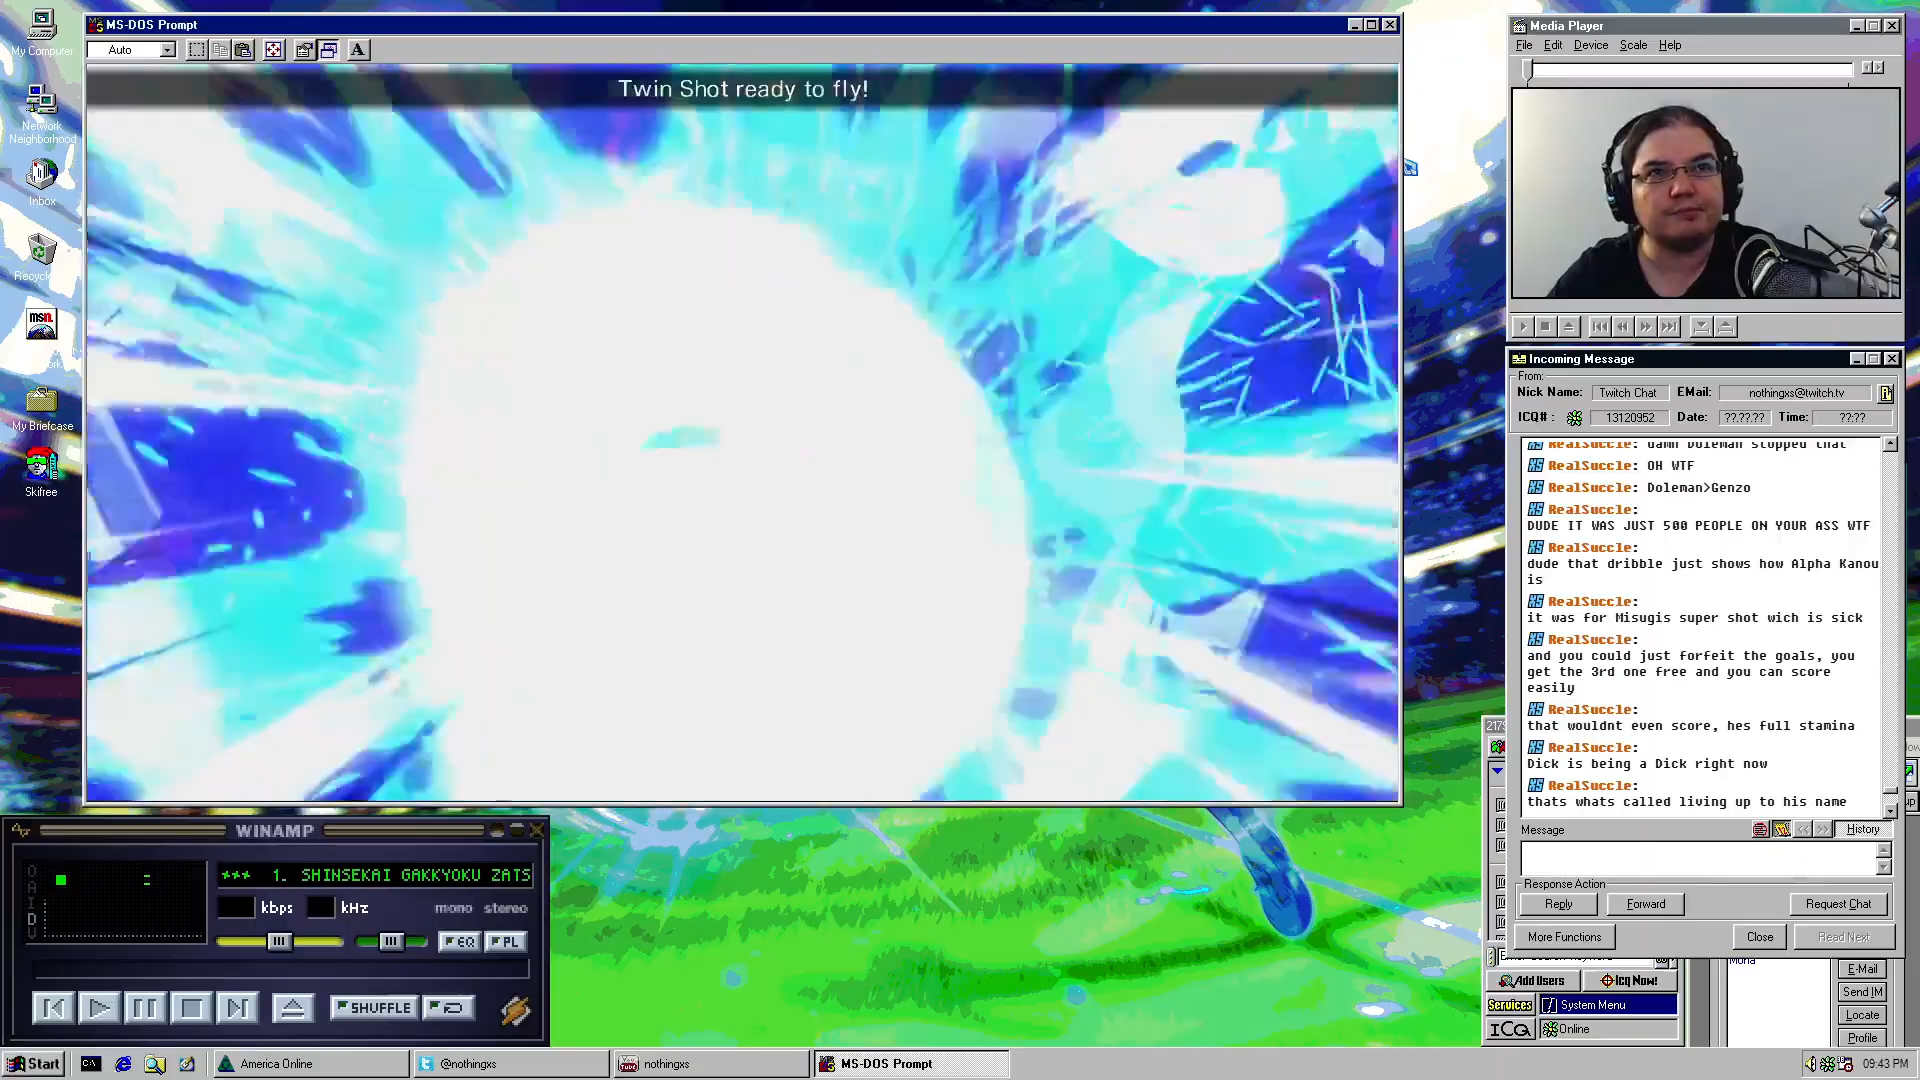 My Computer
Network
Neighborhood
Inbox
Recycle
msn.
My Briefcase
Skifree
MS-DOS Prompt
Auto
A
Twin Shot ready to fly!
Media Player
File Edit Device Scale Help
Incoming Message
From:
Nick Name: Twitch Chat EMail: nothingxs@twitch.tv
ICQ# : 13120952 Date: ??.??.?? Time: ??:??
RealSuccle: damn Doleman stopped that
RealSuccle: OH WTF
RealSuccle: Doleman>Genzo
RealSuccle:
DUDE IT WAS JUST 500 PEOPLE ON YOUR ASS WTF
RealSuccle:
dude that dribble just shows how Alpha Kanou
is
RealSuccle:
it was for Misugis super shot wich is sick
RealSuccle:
and you could just forfeit the goals, you
get the 3rd one free and you can score
easily
RealSuccle:
that wouldnt even score, hes full stamina
RealSuccle:
Dick is being a Dick right now
RealSuccle:
thats whats called living up to his name
Message
History
Response Action
Reply Forward Request Chat
More Functions Close Read Next
WINAMP
+++ 1. SHINSEKAI GAKKYOKU ZATS
kbps kHz mono stereo
EQ PL
SHUFFLE
Add Users Icq Now!
Services System Menu
ICQ Online
E-Mail
Send IM
Locate
Profile
Start
America Online
@nothingxs
nothingxs
MS-DOS Prompt
09:43 PM